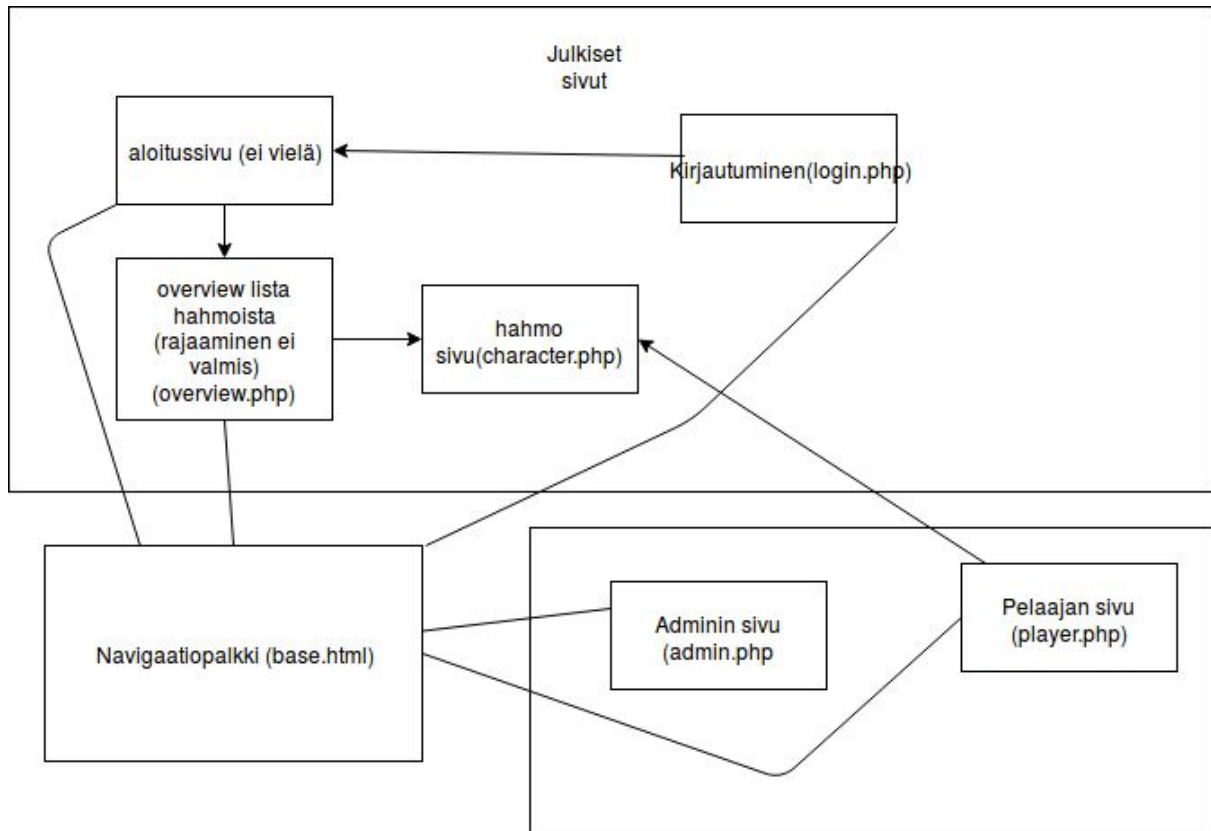 Julkiset
sivut
aloitussivu (ei vielä)
Kirjautuminen(login.php)
overview lista
hahmoista
(rajaaminen ei
valmis)
(overview.php)
hahmo
sivu(character.php)
Navigaatiopalkki (base.html)
Adminin sivu
(admin.php
Pelaajan sivu
(player.php)